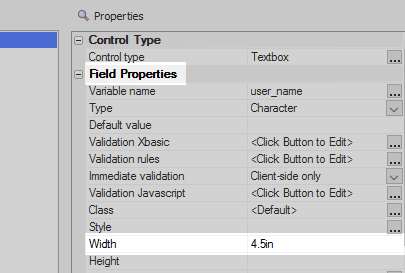 Properties
Control Type
Control type Textbox ...
Field Properties
Variable name user_name ...
Type Character
Default value
Validation Xbasic <Click Button to Edit> ...
Validation rules <Click Button to Edit> ...
Immediate validation Client-side only
Validation Javascript <Click Button to Edit> ...
Class <Default> ...
Style ...
Width 4.5in
Height